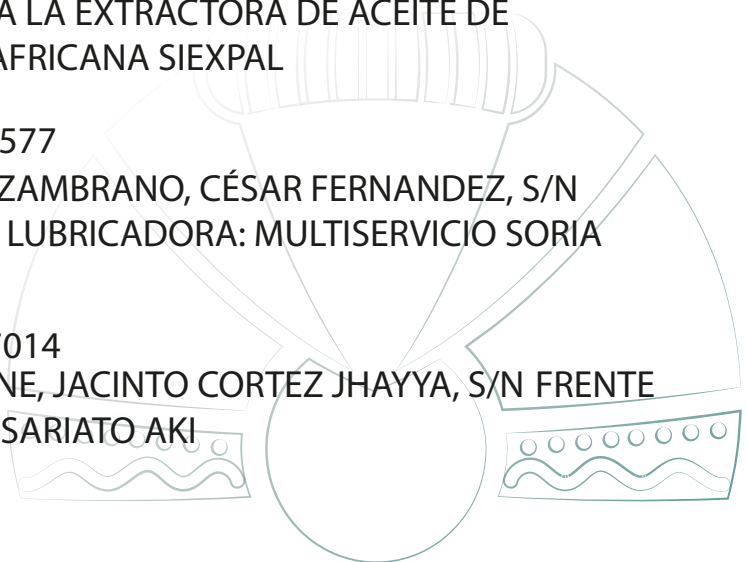 A LA EXTRACTORA DE ACEITE DE
AFRICANA SIEXPAL
577
ZAMBRANO, CÉSAR FERNANDEZ, S/N
LUBRICADORA: MULTISERVICIO SORIA
7014
NE, JACINTO CORTEZ JHAYYA, S/N FRENTE
SARIATO AKI